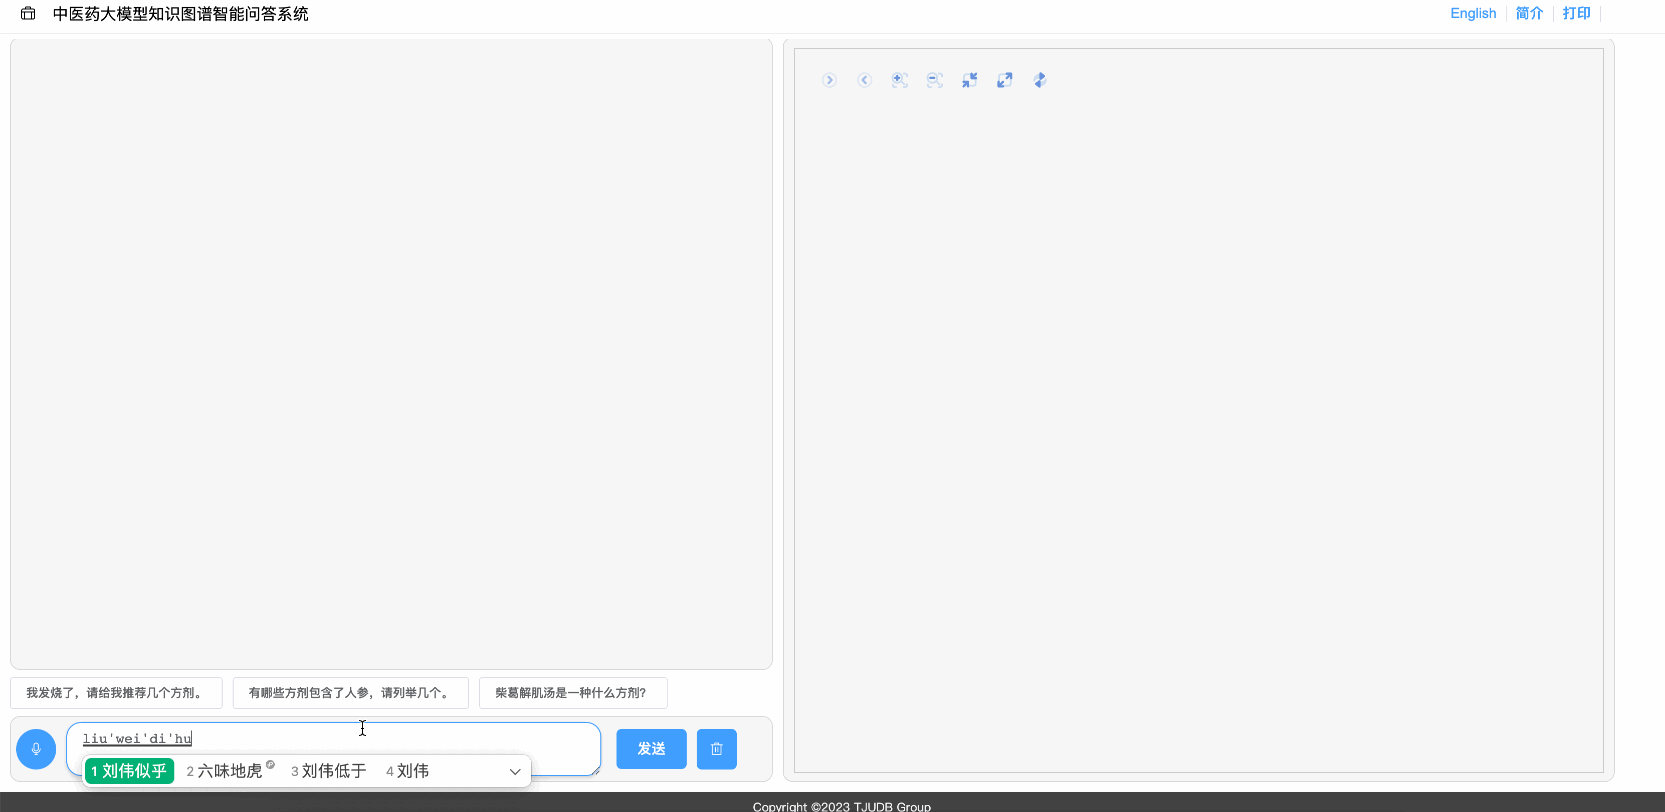 中医药大模型知识图谱智能问答系统
English 简介 打印
我发烧了，请给我推荐几个方剂。 有哪些方剂包含了人参，请列举几个。 柴葛解肌汤是一种什么方剂？
liu'wei'di'hu
发送
1 刘伟似乎 2 六味地虎 3 刘伟低于 4 刘伟
Copyright ©2023 TJUDB Group